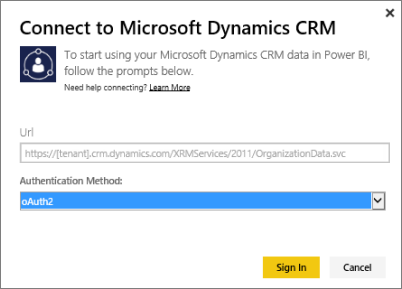 Connect to Microsoft Dynamics CRM
To start using your Microsoft Dynamics CRM data in Power BI,
follow the prompts below.
Need help connecting? Learn More
Url
https://[tenant].crm.dynamics.com/XRMServices/2011/OrganizationData.svc
Authentication Method:
oAuth2
Sign In Cancel